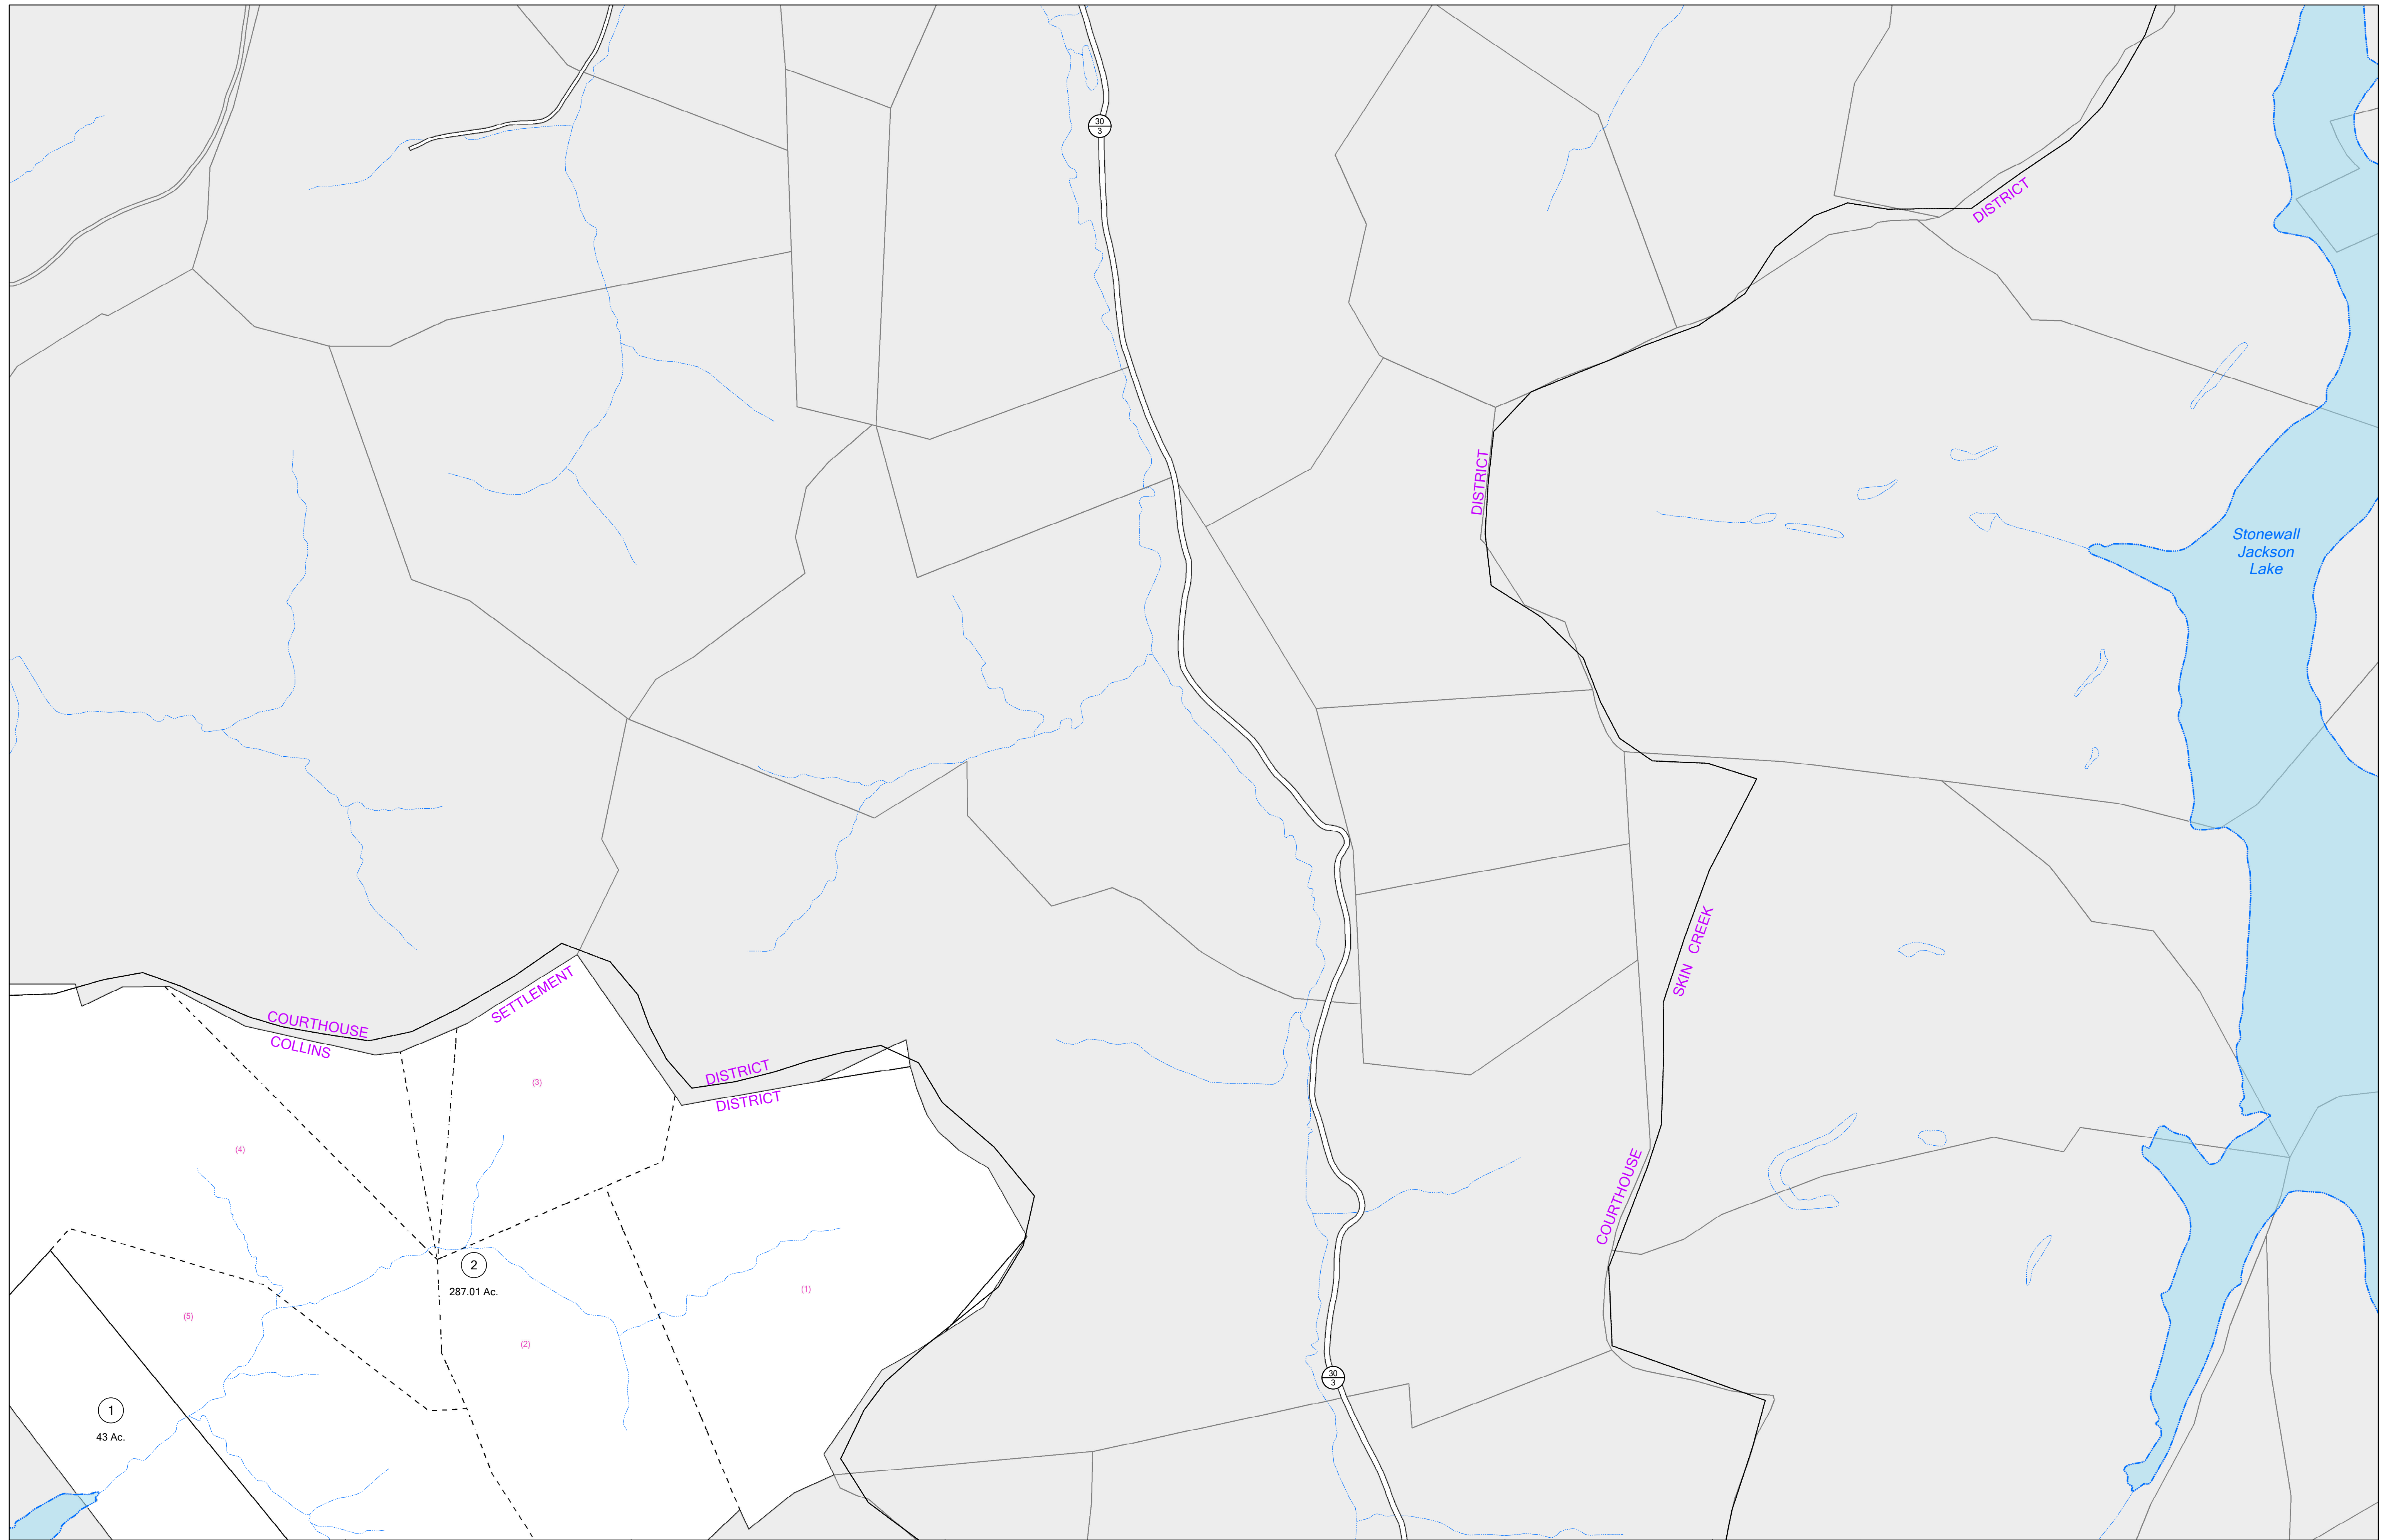 30
3
DISTRICT
DISTRICT
Stonewall
Jackson
Lake
SKIN CREEK
COURTHOUSE
SETTLEMENT
COURTHOUSE
COLLINS
DISTRICT
DISTRICT
(3)
(4)
2
287.01 Ac.
(1)
(5)
(2)
30
3
1
43 Ac.